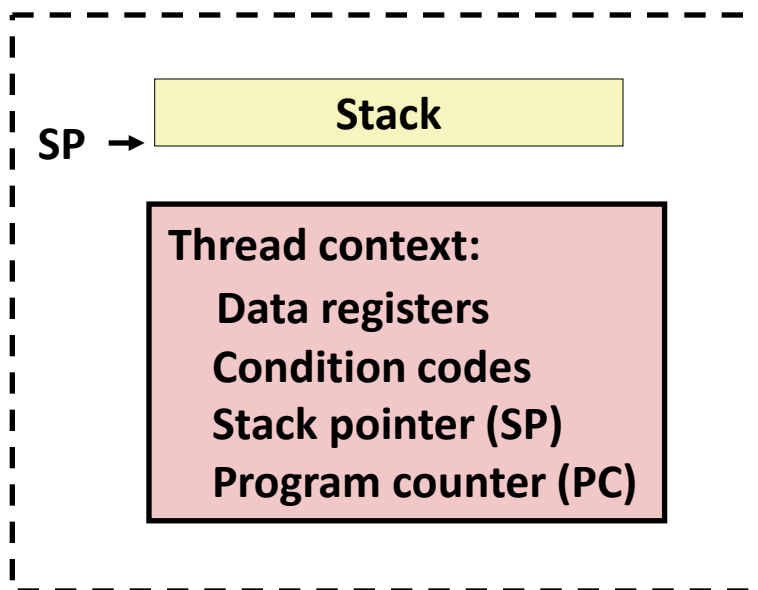 Stack
SP
Thread context:
Data registers
Condition codes
Stack pointer (SP)
Program counter (PC)